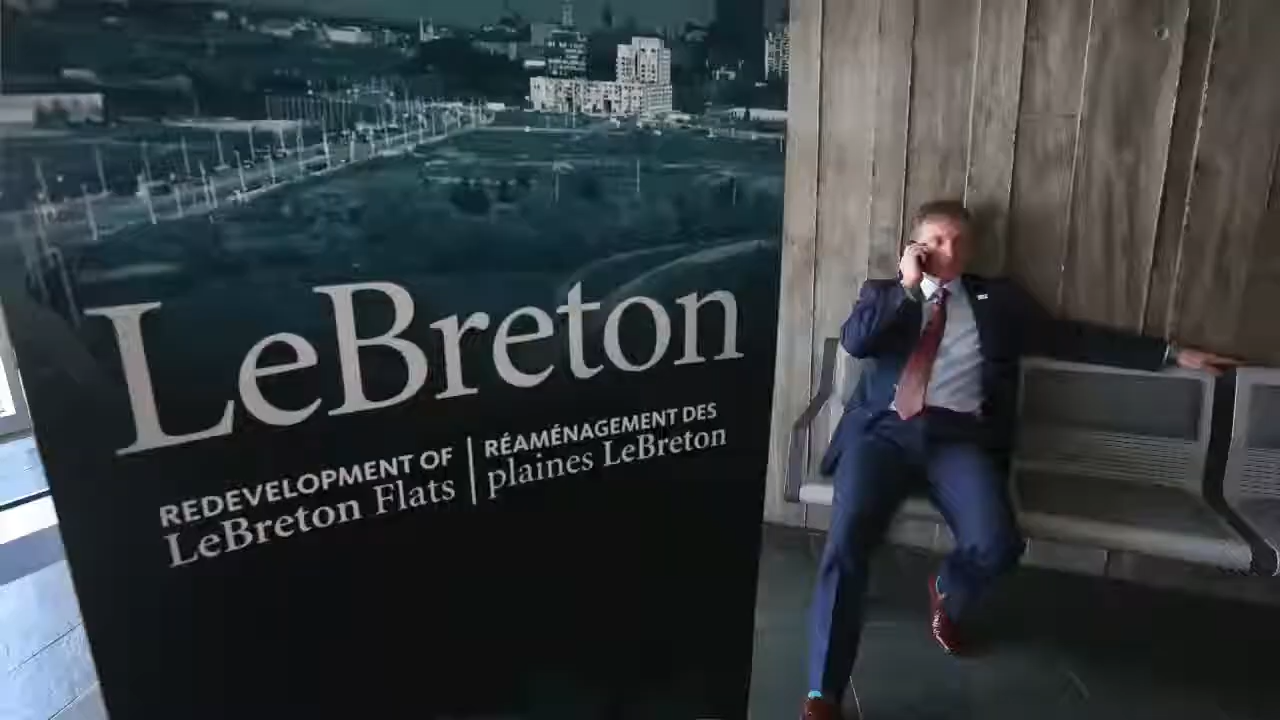 LeBreton
REDEVELOPMENT OF
LeBreton Flats
RÉAMÉNAGEMENT DES
plaines LeBreton